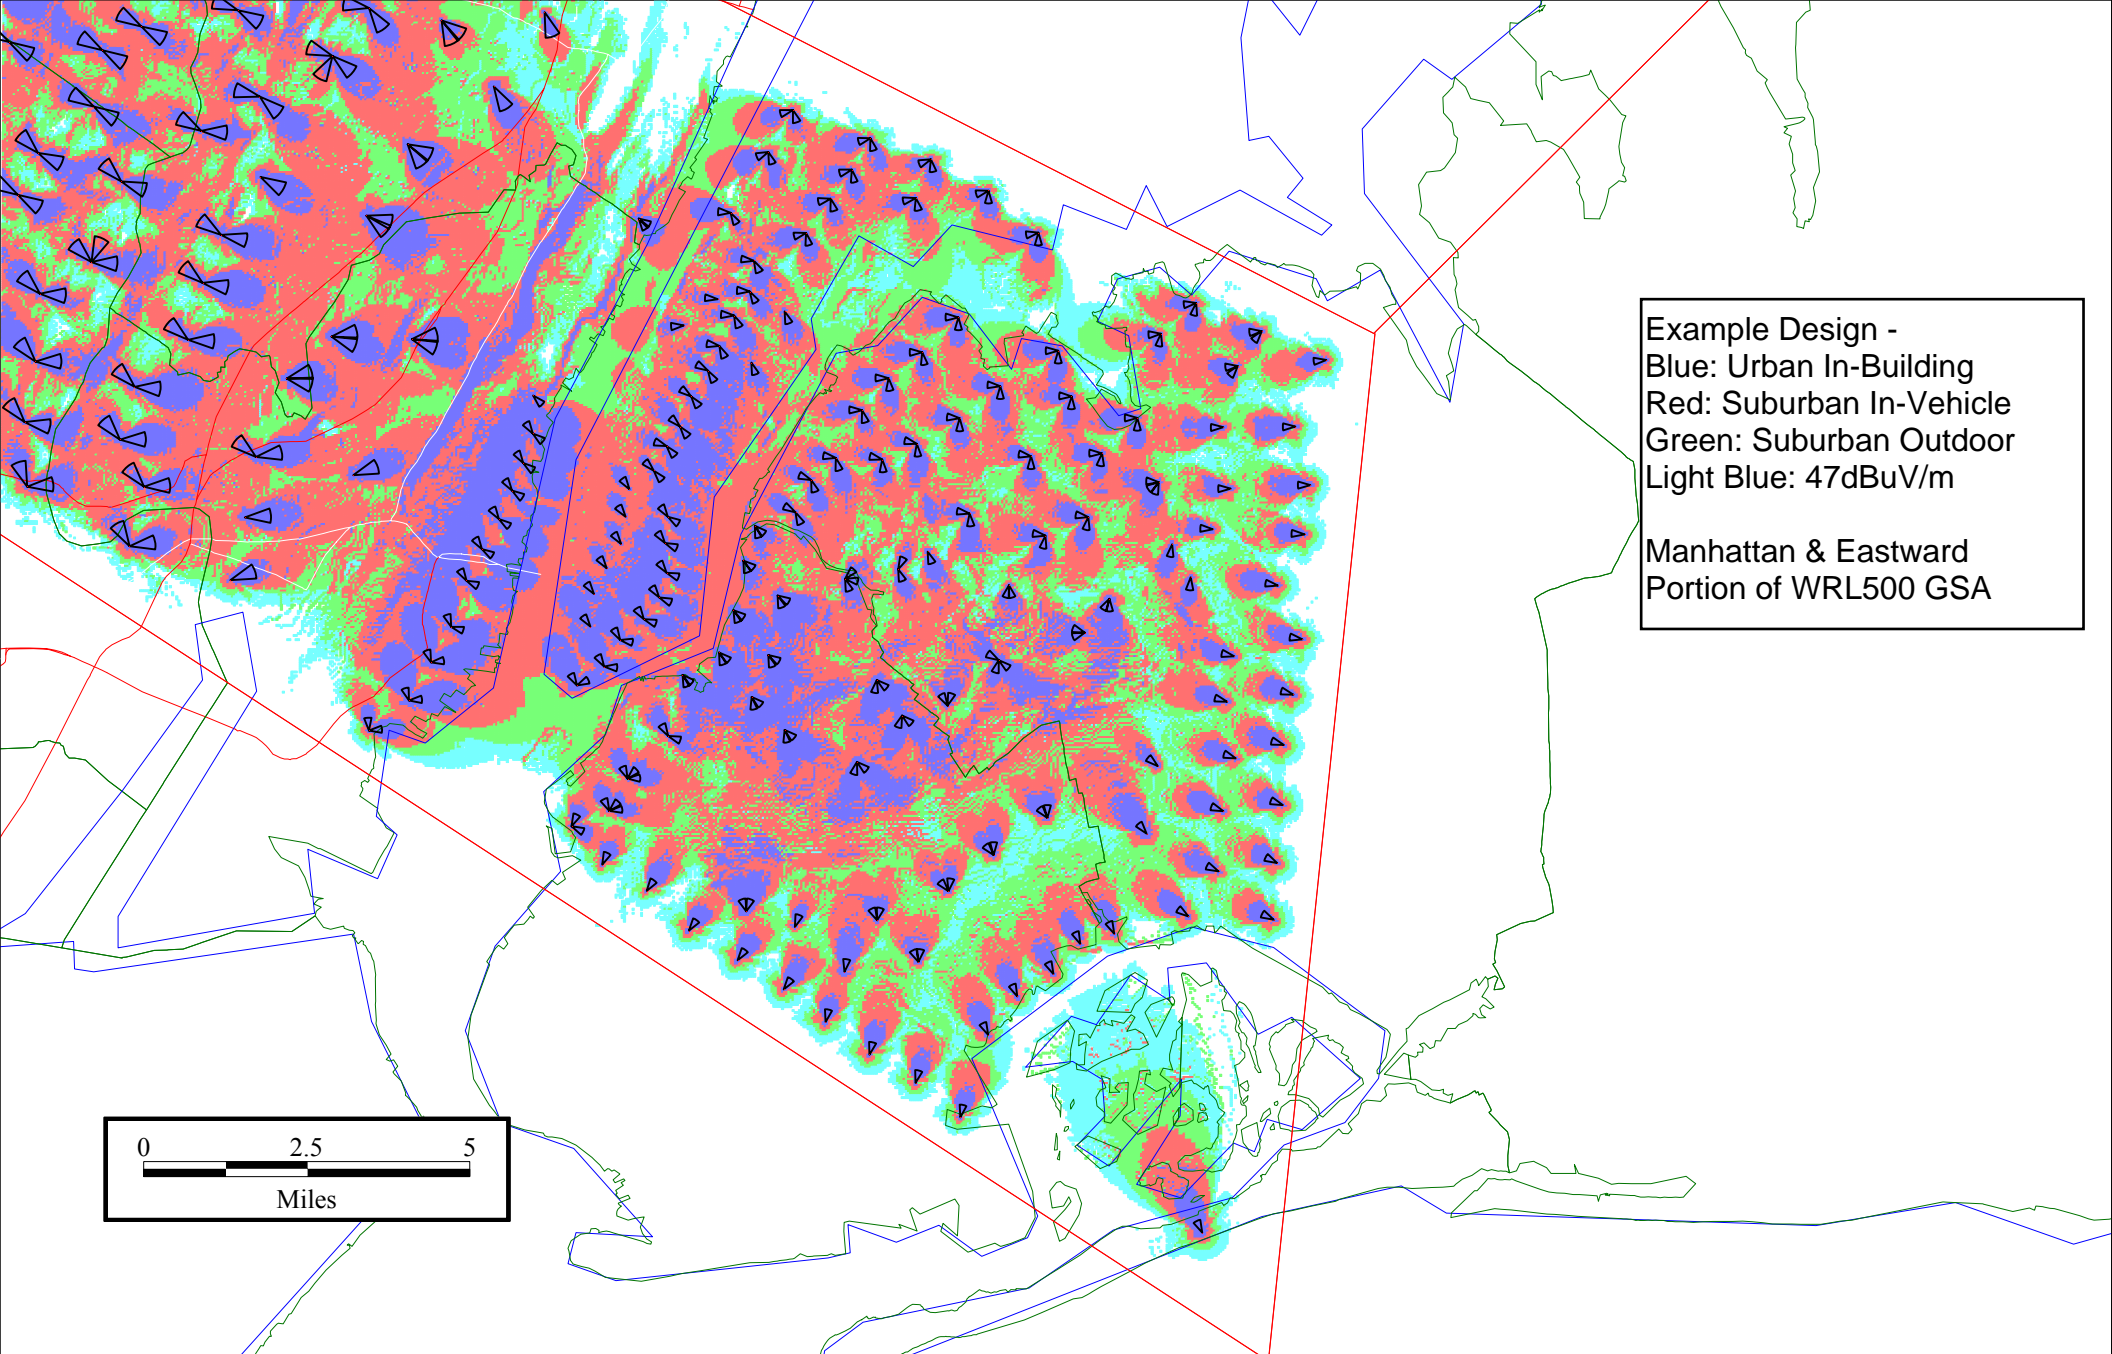 Example Design -
Blue: Urban In-Building
Red: Suburban In-Vehicle
Green: Suburban Outdoor
Light Blue: 47dBuV/m
Manhattan & Eastward
Portion of WRL500 GSA
0 2.5 5
Miles